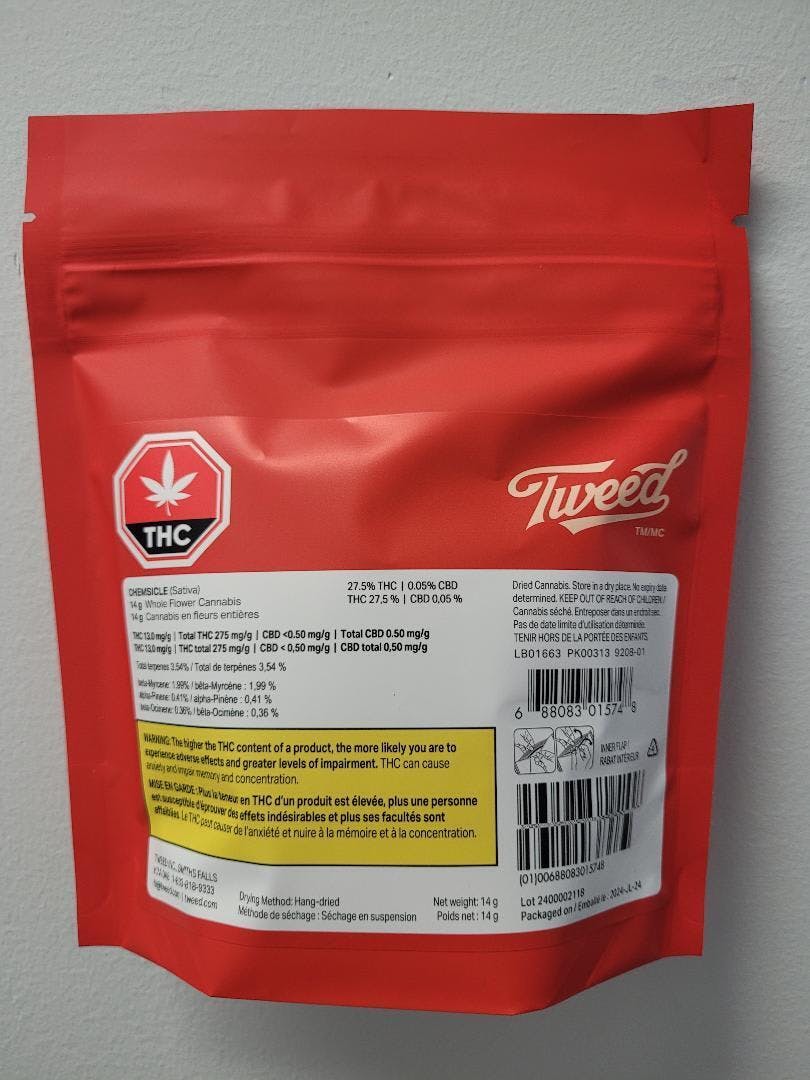 THC
Tweed
TM/MC
CHEMSICLE (Sativa)
14 g Whole Flower Cannabis
14 g Cannabis en fleurs entières
27.5% THC | 0.05% CBD
THC 27,5 % | CBD 0,05 %
THC 13.0 mg/g | Total THC 275 mg/g | CBD <0.50 mg/g | Total CBD 0.50 mg/g
THC 13,0 mg/g | THC total 275 mg/g | CBD < 0,50 mg/g | CBD total 0,50 mg/g
Total terpenes 3.54% / Total de terpènes 3,54 %
beta-Myrcene: 1.99% / bêta-Myrcène : 1,99 %
alpha-Pinene: 0.41% / alpha-Pinène : 0,41 %
beta-Ocimene: 0.36% / bêta-Ocimène : 0,36 %
WARNING: The higher the THC content of a product, the more likely you are to
experience adverse effects and greater levels of impairment. THC can cause
anxiety and impair memory and concentration.
MISE EN GARDE : Plus la teneur en THC d'un produit est élevée, plus une personne
est susceptible d'éprouver des effets indésirables et plus ses facultés sont
affaiblies. Le THC peut causer de l'anxiété et nuire à la mémoire et à la concentration.
TWEED INC. SMITHS FALLS
1-855-818-9333
hi@tweed.com | tweed.com
Drying Method: Hang-dried
Méthode de séchage : Séchage en suspension
Net weight: 14 g
Poids net : 14 g
Dried Cannabis. Store in a dry place. No expiry date
determined. KEEP OUT OF REACH OF CHILDREN /
Cannabis séché. Entreposer dans un endroit sec.
Pas de date limite d'utilisation déterminée.
TENIR HORS DE LA PORTÉE DES ENFANTS.
LB01663 PK00313 9208-01
6 88083 01574 8
INNER FLAP /
RABAT INTÉRIEUR
(01)00688083015748
Lot 2400002118
Packaged on / Emballé le : 2024-JL-24